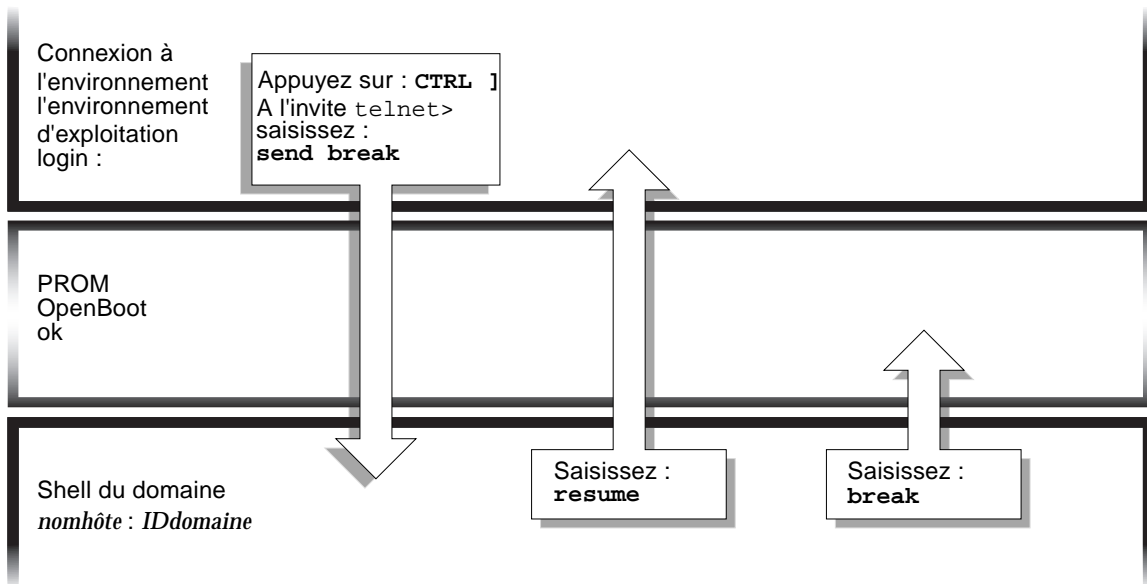 Connexion à
l'environnement
l'environnement
d'exploitation
login :
Appuyez sur : CTRL ]
A l'invite telnet>
saisissez :
send break
PROM
OpenBoot
ok
Shell du domaine
nomhôte : IDdomaine
Saisissez :
resume
Saisissez :
break